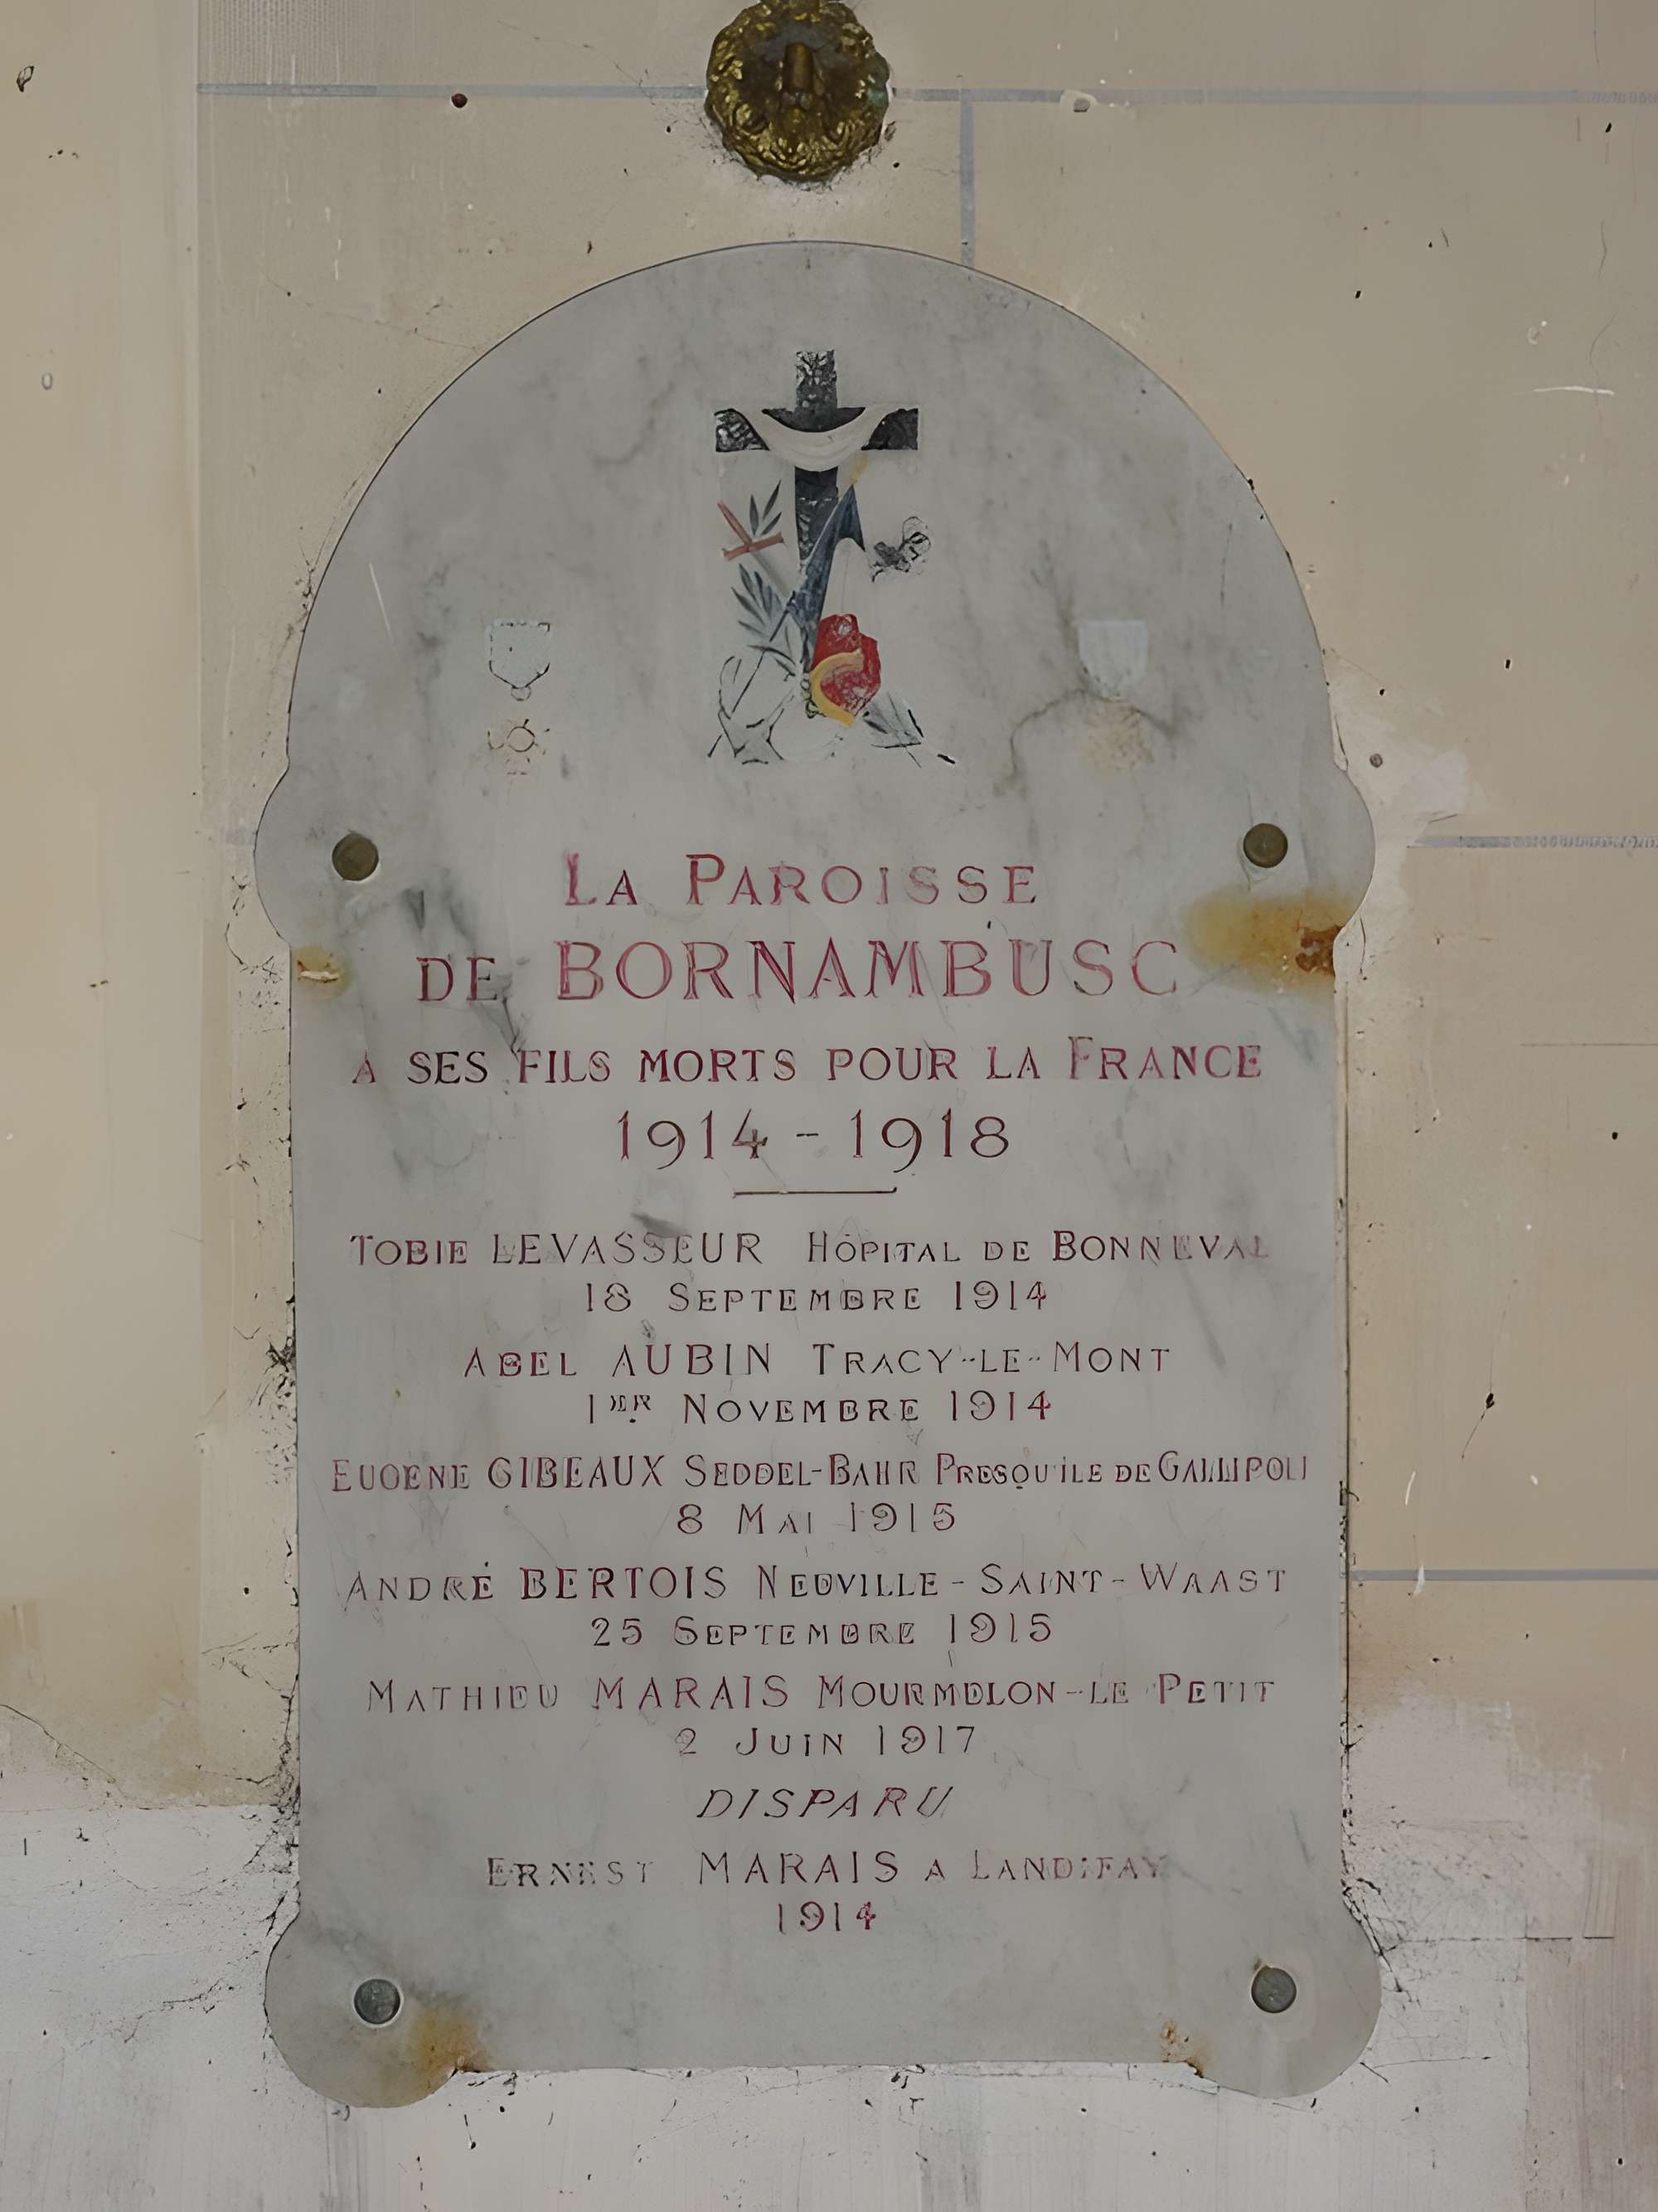 LA PAROISSE
DE BORNAMBUSC
A SES FILS MORTS POUR LA FRANCE
1914 - 1918
TOBIE LEVASSEUR HÔPITAL DE BONNEVAL
18 SEPTEMBRE 1914
ABEL AUBIN TRACY-LE-MONT
1ER NOVEMBRE 1914
EUGENE GIBEAUX SEDDEL-BAHR PRESQU'ILE DE GALLIPOLI
8 MAI 1915
ANDRÉ BERTOIS NEUVILLE-SAINT-WAAST
25 SEPTEMBRE 1915
MATHIEU MARAIS MOURMELON-LE PETIT
2 JUIN 1917
DISPARU
ERNEST MARAIS A LANDIFAY
1914